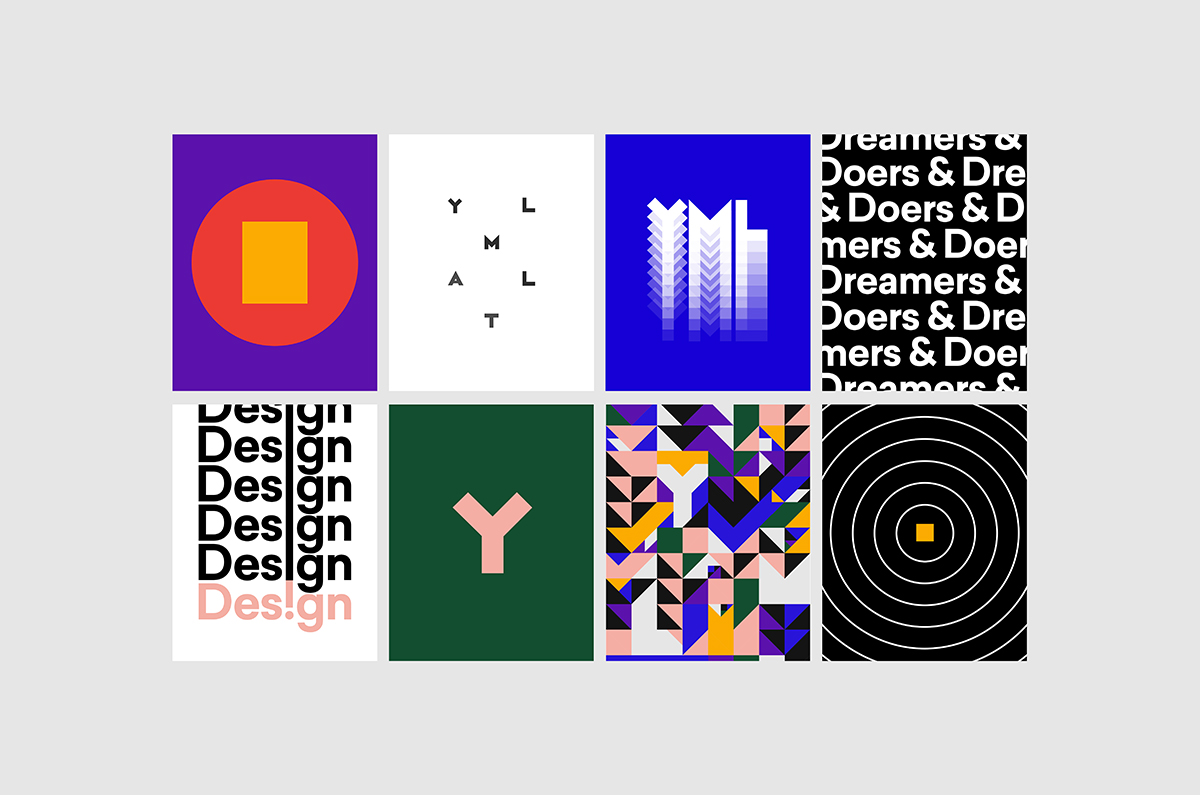 Y L
M
A L
T
YML
Dreamers &
Doers & Dre
& Doers & D
mers & Doer
Dreamers &
Doers & Dre
mers & Doer
Dreamers &
Design
Design
Design
Design
Design
Des!gn
Y
Y